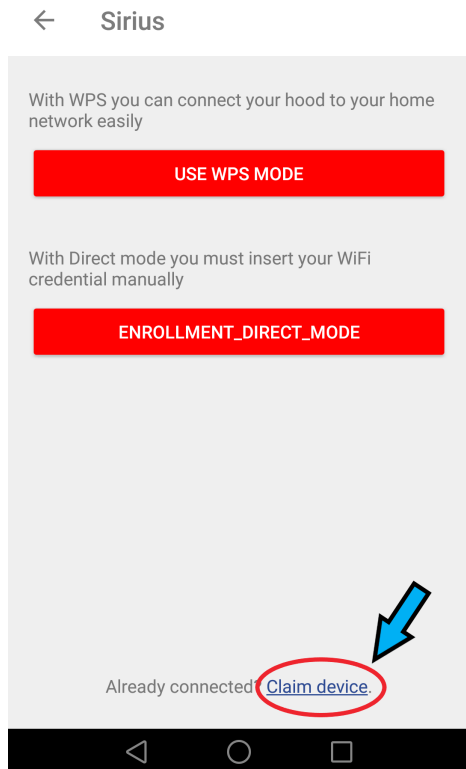 Sirius
With WPS you can connect your hood to your home
network easily
USE WPS MODE
With Direct mode you must insert your WiFi
credential manually
ENROLLMENT_DIRECT_MODE
Already connected? Claim device.